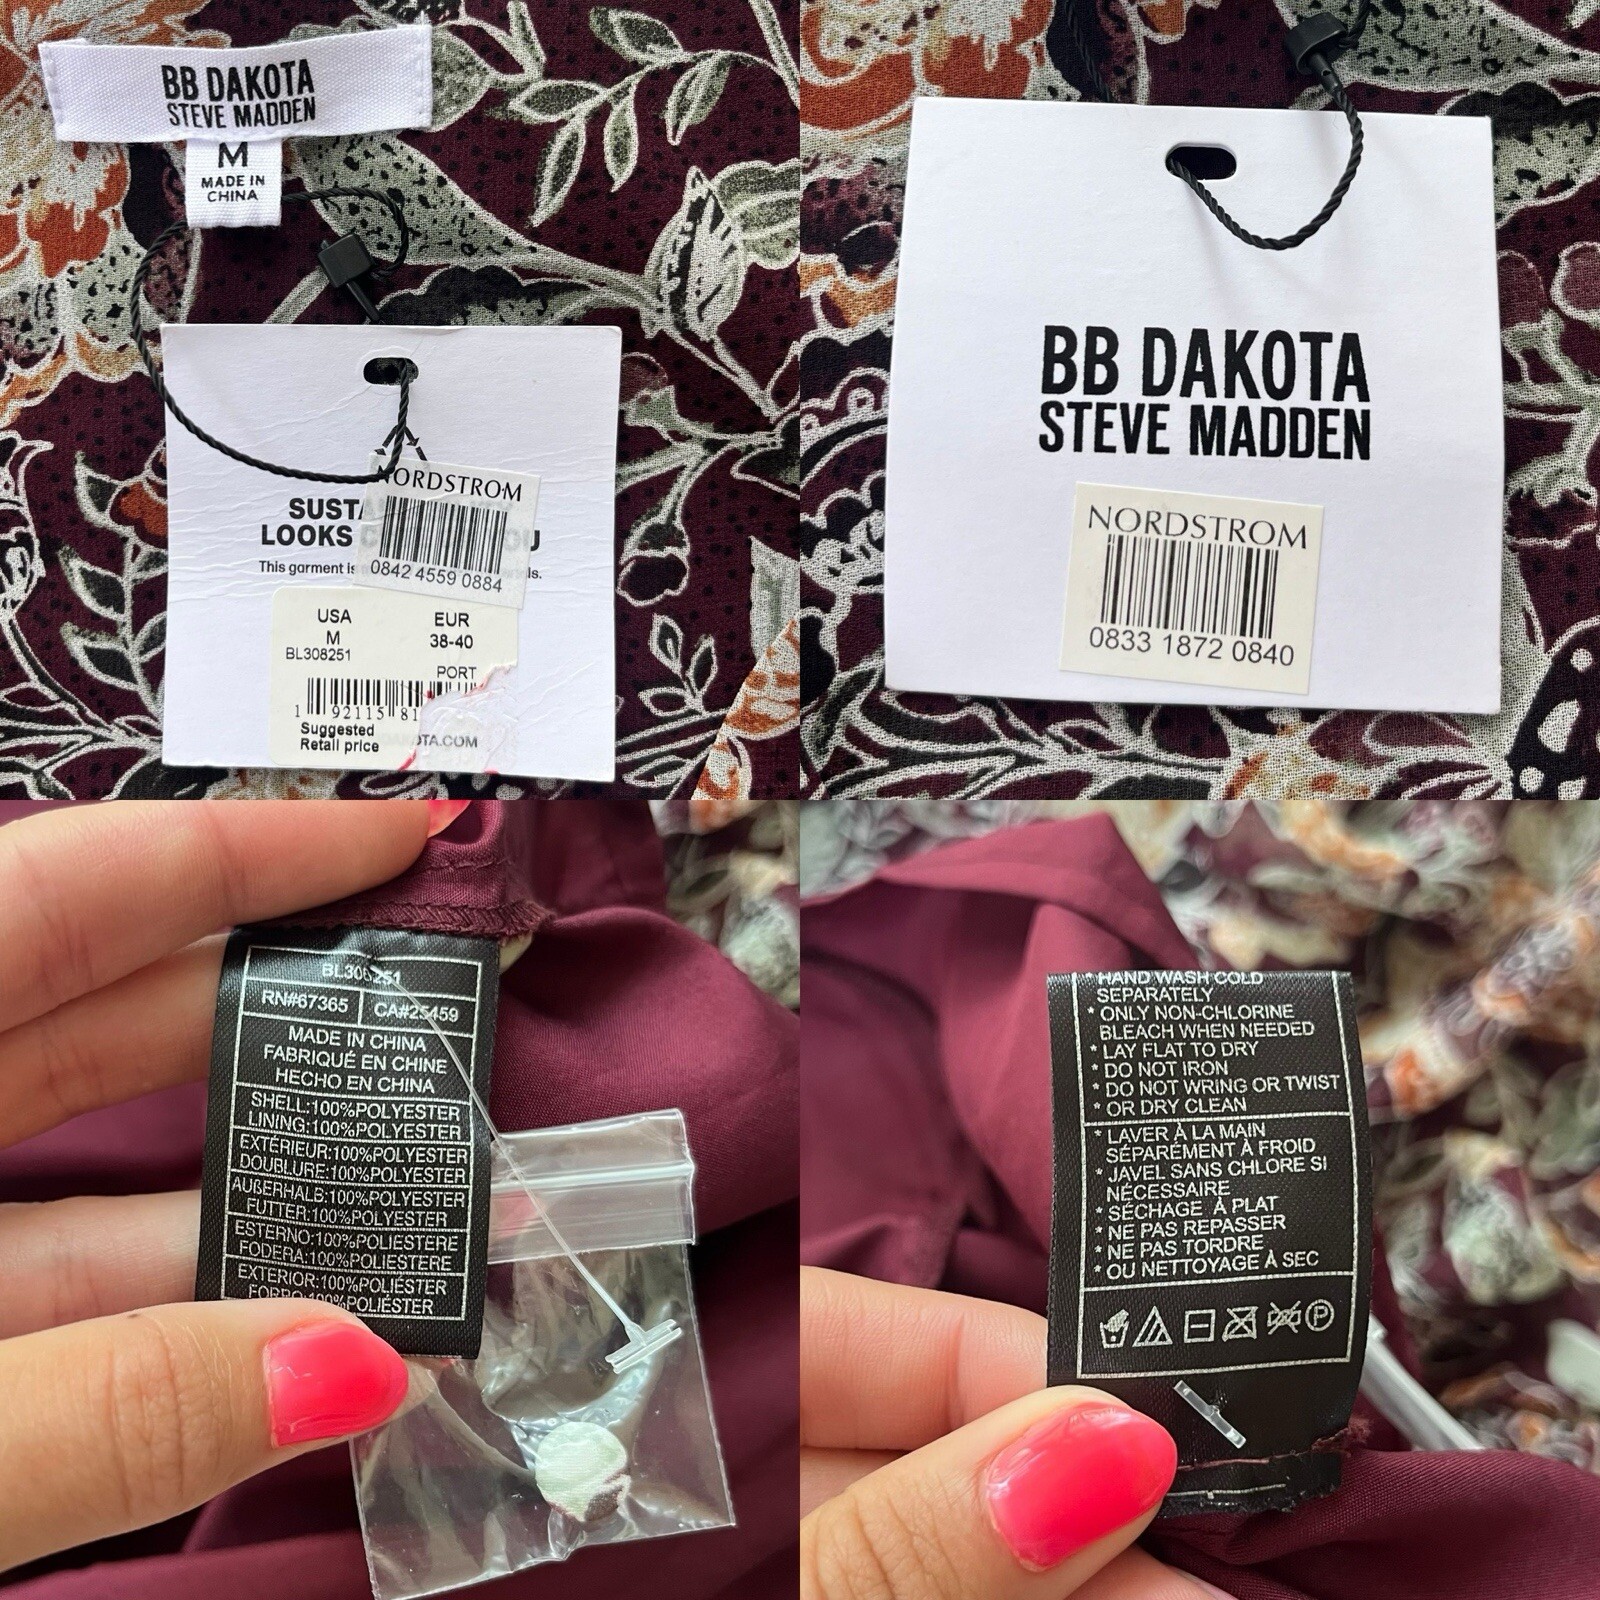 BB DAKOTA
STEVE MADDEN
M
MADE IN
CHINA
NORDSTROM
LOOKS
This garment is
0842 4559 0884
USA
EUR
M
38-40
BL308251
PORT
1 92115 81
Suggested
Retail price
OTA.COM
BB DAKOTA
STEVE MADDEN
NORDSTROM
0833 1872 0840
BL308251
RN#67365
CA#25459
MADE IN CHINA
FABRIQUÉ EN CHINE
HECHO EN CHINA
SHELL:100%POLYESTER
LINING:100%POLYESTER
EXTÉRIEUR:100%POLYESTER
DOUBLURE:100%POLYESTER
AUßERHALB:100%POLYESTER
FUTTER:100%POLYESTER
ESTERNO:100%POLIESTERE
FODERA:100%POLIESTERE
EXTERIOR:100%POLIÉSTER
FORRO:100%POLIÉSTER
* HAND WASH COLD
SEPARATELY
* ONLY NON-CHLORINE
BLEACH WHEN NEEDED
* LAY FLAT TO DRY
* DO NOT IRON
* DO NOT WRING OR TWIST
* OR DRY CLEAN
* LAVER À LA MAIN
SÉPARÉMENT À FROID
* JAVEL SANS CHLORE SI
NÉCESSAIRE
* SÉCHAGE À PLAT
* NE PAS REPASSER
* NE PAS TORDRE
* OU NETTOYAGE À SEC
P